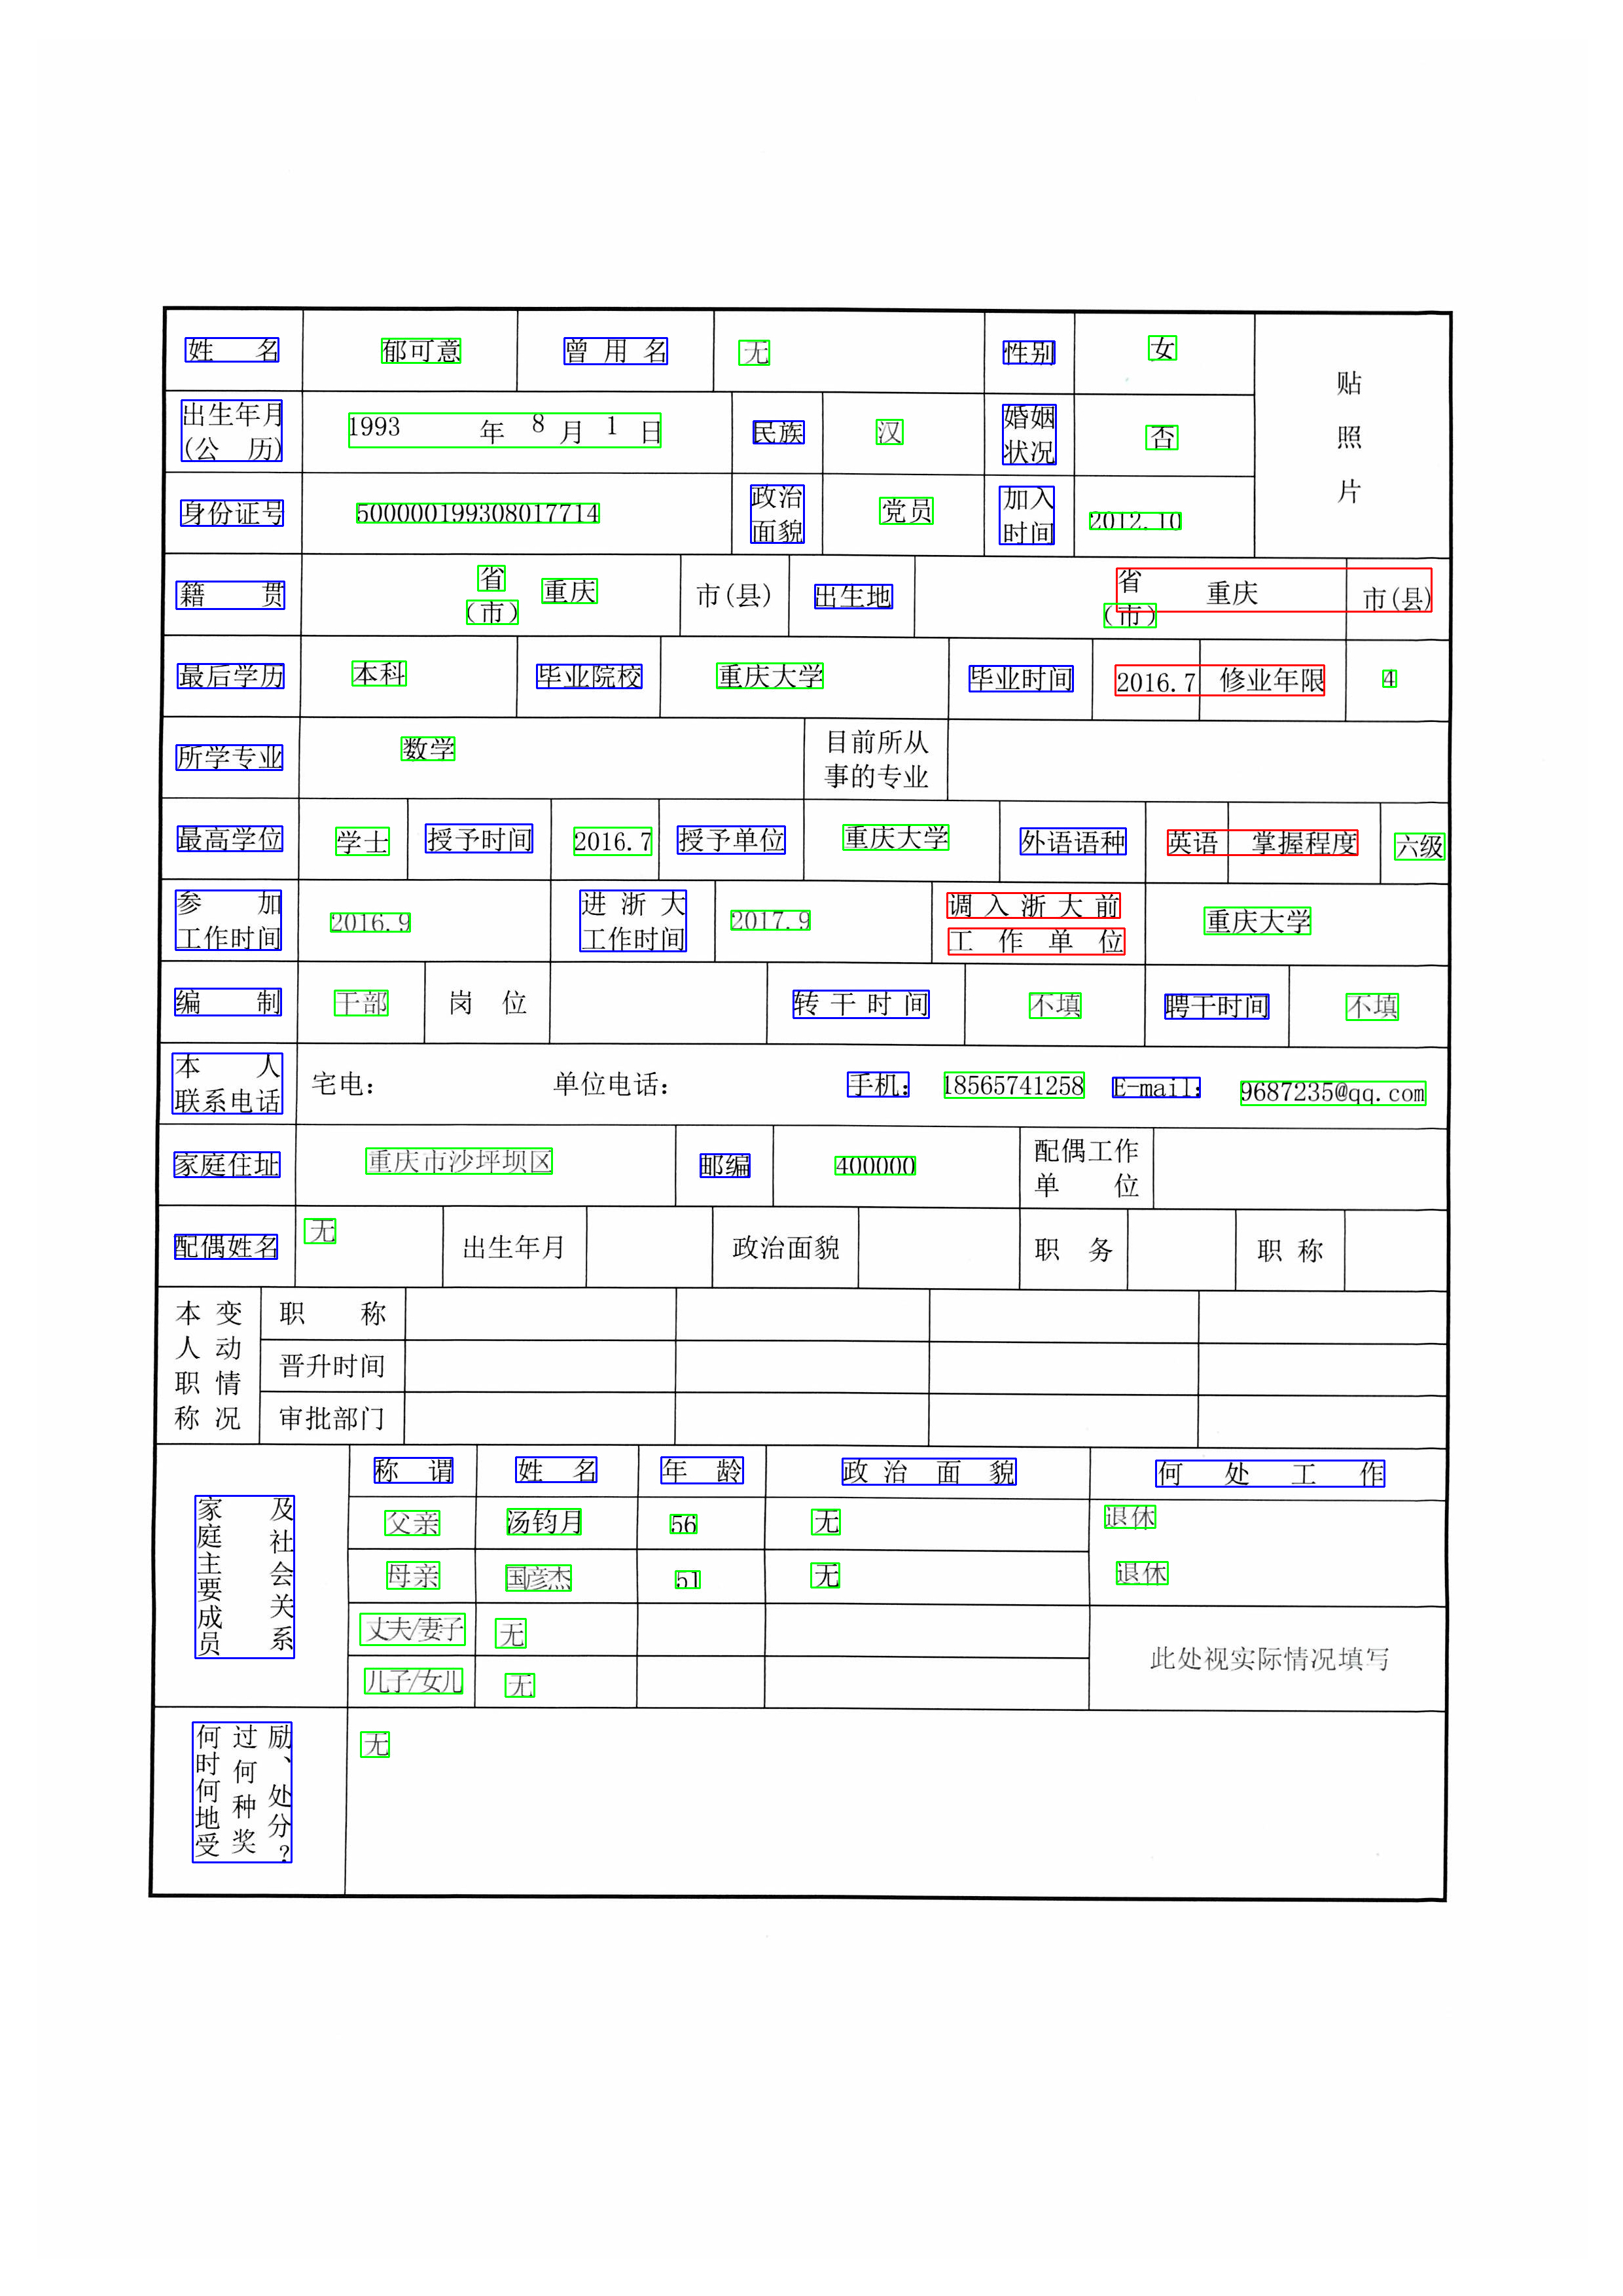 姓 名 郁可意 曾用名 无 性别 女
贴照片
出生年月(公 历) 1993 年 8 月 1 日 民族 汉 婚姻状况 否
身份证号 500000199308017714 政治面貌 党员 加入时间 2012.10
籍 贯 省(市) 重庆 市(县) 出生地 省(市) 重庆 市(县)
最后学历 本科 毕业院校 重庆大学 毕业时间 2016.7 修业年限 4
所学专业 数学 目前所从事的专业
最高学位 学士 授予时间 2016.7 授予单位 重庆大学 外语语种 英语 掌握程度 六级
参 加工作时间 2016.9 进浙大工作时间 2017.9 调入浙大前工作单位 重庆大学
编 制 干部 岗 位 转干时间 不填 聘干时间 不填
本 人联系电话 宅电: 单位电话: 手机: 18565741258 E-mail: 9687235@qq.com
家庭住址 重庆市沙坪坝区 邮编 400000 配偶工作单 位
配偶姓名 无 出生年月 政治面貌 职 务 职 称
本人职称变动情况
职 称
晋升时间
审批部门
家庭主要成员及社会关系
称 谓 姓 名 年 龄 政 治 面 貌 何 处 工 作
父亲 汤钧月 56 无 退休
母亲 国彦杰 51 无 退休
丈夫/妻子 无
此处视实际情况填写
儿子/女儿 无
何时何地受过何种奖励、处分? 无